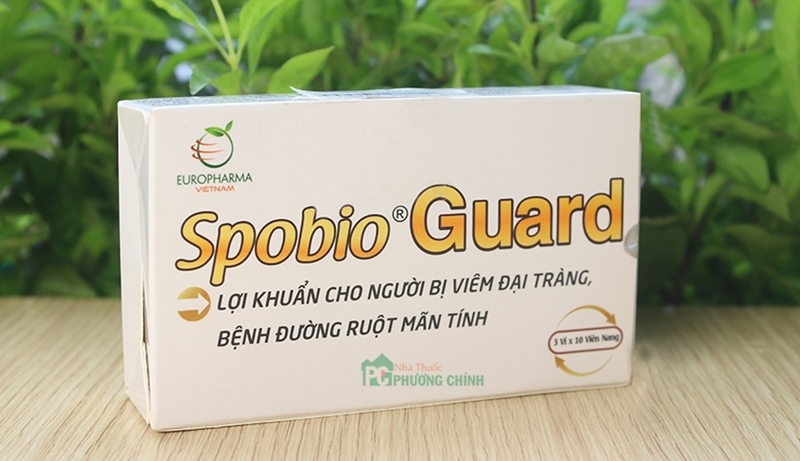 EUROPHARMA
VIETNAM
Spobio® Guard
LỢI KHUẨN CHO NGƯỜI BỊ VIÊM ĐẠI TRÀNG,
BỆNH ĐƯỜNG RUỘT MÃN TÍNH
3 Vỉ x 10 Viên Nang
PC
Nhà Thuốc
PHƯƠNG CHÍNH